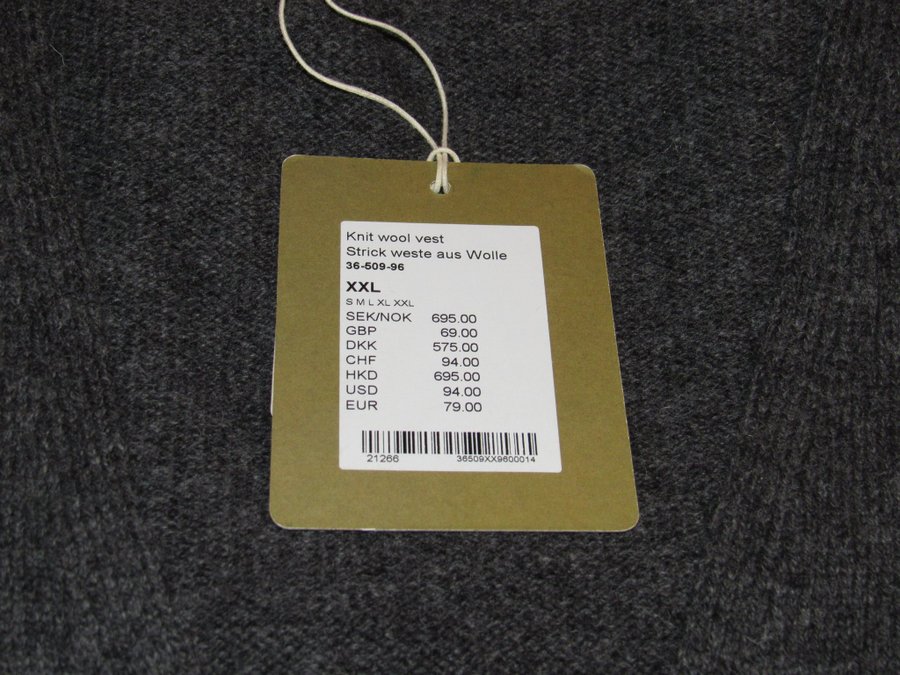 Knit wool vest
Strick weste aus Wolle
36-509-96
XXL
S M L XL XXL
SEK/NOK 695.00
GBP 69.00
DKK 575.00
CHF 94.00
HKD 695.00
USD 94.00
EUR 79.00
21266 36509XX9600014